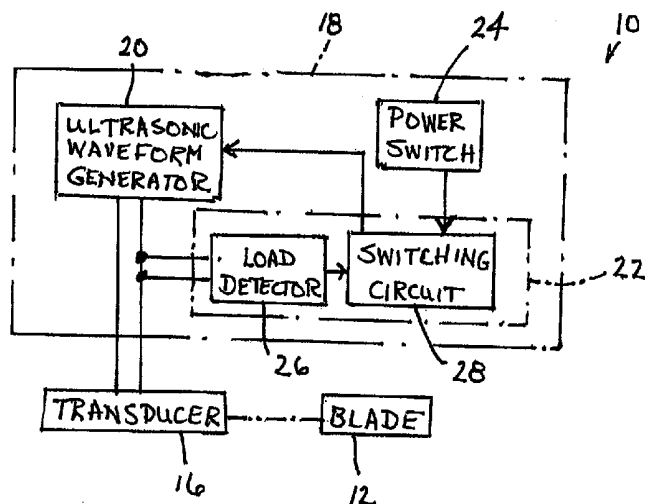 18
24
10
20
ULTRASONIC
WAVEFORM
GENERATOR
POWER
SWITCH
LOAD
DETECTOR
SWITCHING
CIRCUIT
22
26
28
TRANSDUCER
BLADE
16
12